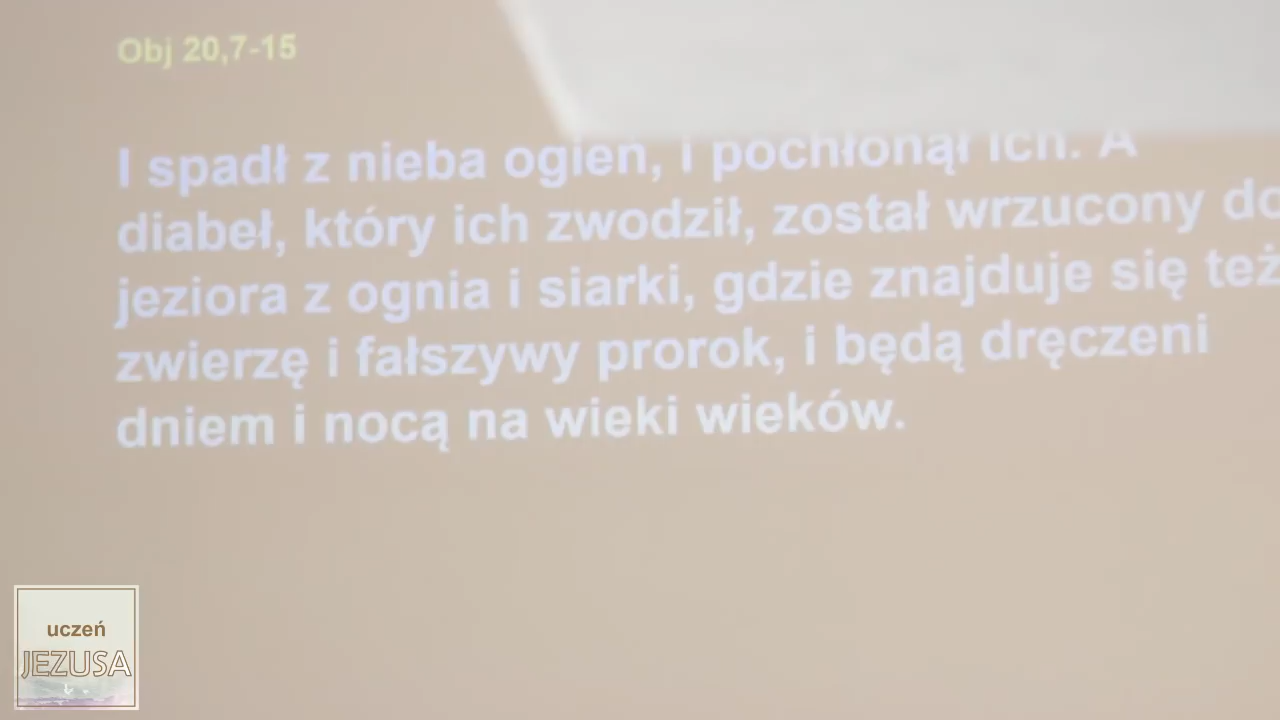 Obj 20,7-15
I spadł z nieba ogień, i pochłonął ich. A
diabeł, który ich zwodził, został wrzucony do
jeziora z ognia i siarki, gdzie znajduje się też
zwierzę i fałszywy prorok, i będą dręczeni
dniem i nocą na wieki wieków.
uczeń
JEZUSA